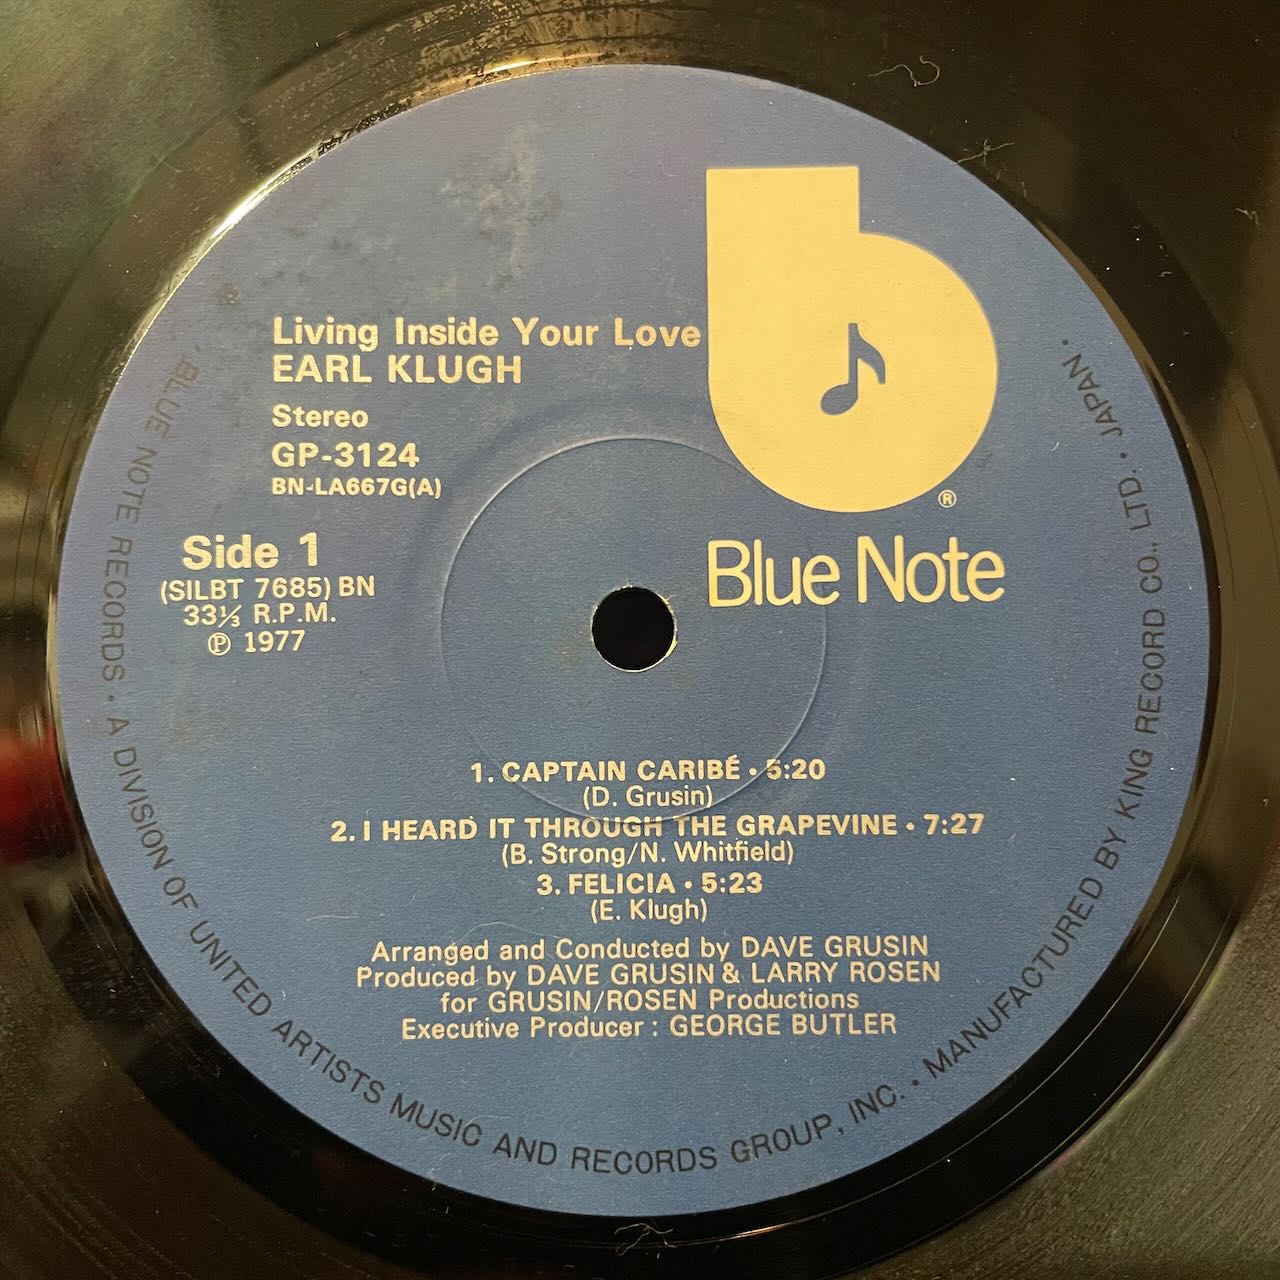 Living Inside Your Love
EARL KLUGH
Stereo
GP-3124
BN-LA667G(A)
Side 1
(SILBT 7685) BN
33⅓ R.P.M.
℗ 1977
®
Blue Note
1. CAPTAIN CARIBÉ • 5:20
(D. Grusin)
2. I HEARD IT THROUGH THE GRAPEVINE • 7:27
(B. Strong/N. Whitfield)
3. FELICIA • 5:23
(E. Klugh)
Arranged and Conducted by DAVE GRUSIN
Produced by DAVE GRUSIN & LARRY ROSEN
for GRUSIN/ROSEN Productions
Executive Producer : GEORGE BUTLER
• BLUE NOTE RECORDS • A DIVISION OF UNITED ARTISTS MUSIC AND RECORDS GROUP, INC. • MANUFACTURED BY KING RECORD CO., LTD. • JAPAN •